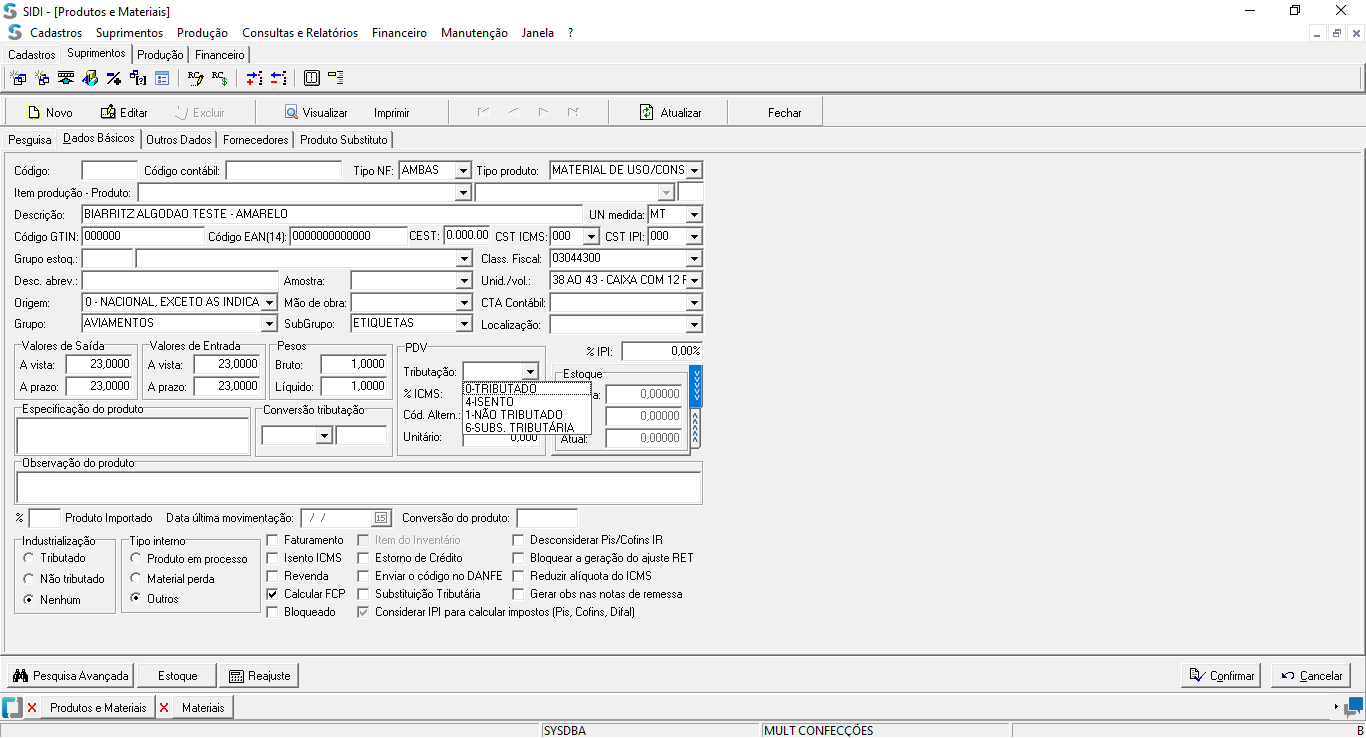 SIDI - [Produtos e Materiais]
Cadastros Suprimentos Produção Consultas e Relatórios Financeiro Manutenção Janela ?
Cadastros Suprimentos Produção Financeiro
Novo Editar Excluir Visualizar Imprimir Atualizar Fechar
Pesquisa Dados Básicos Outros Dados Fornecedores Produto Substituto
Código: Código contábil: Tipo NF: AMBAS Tipo produto: MATERIAL DE USO/CONS
Item produção - Produto:
Descrição: BIARRITZ ALGODAO TESTE - AMARELO UN medida: MT
Código GTIN: 000000 Código EAN(14): 0000000000000 CEST: 0.000.00 CST ICMS: 000 CST IPI: 000
Grupo estoq.: Class. Fiscal: 03044300
Desc. abrev.: Amostra: Unid./vol.: 38 AO 43 - CAIXA COM 12 F
Origem: 0 - NACIONAL, EXCETO AS INDICA Mão de obra: CTA Contábil:
Grupo: AVIAMENTOS SubGrupo: ETIQUETAS Localização:
Valores de Saída Valores de Entrada Pesos PDV % IPI: 0,00%
A vista: 23,0000 A vista: 23,0000 Bruto: 1,0000 Tributação: Estoque
A prazo: 23,0000 A prazo: 23,0000 Líquido: 1,0000 % ICMS: 0-TRIBUTADO a: 0,00000
4-ISENTO
Especificação do produto Conversão tributação Cód. Altern.: 1-NÃO TRIBUTADO 0,00000
6-SUBS. TRIBUTÁRIA
Unitário: 0,000 Atual: 0,00000
Observação do produto
% Produto Importado Data última movimentação: / / 15 Conversão do produto:
Industrialização Tipo interno Faturamento Item do Inventário Desconsiderar Pis/Cofins IR
Tributado Produto em processo Isento ICMS Estorno de Crédito Bloquear a geração do ajuste RET
Não tributado Material perda Revenda Enviar o código no DANFE Reduzir alíquota do ICMS
Nenhum Outros Calcular FCP Substituição Tributária Gerar obs nas notas de remessa
Bloqueado Considerar IPI para calcular impostos (Pis, Cofins, Difal)
Pesquisa Avançada Estoque Reajuste Confirmar Cancelar
Produtos e Materiais Materiais
SYSDBA MULT CONFECÇÕES B